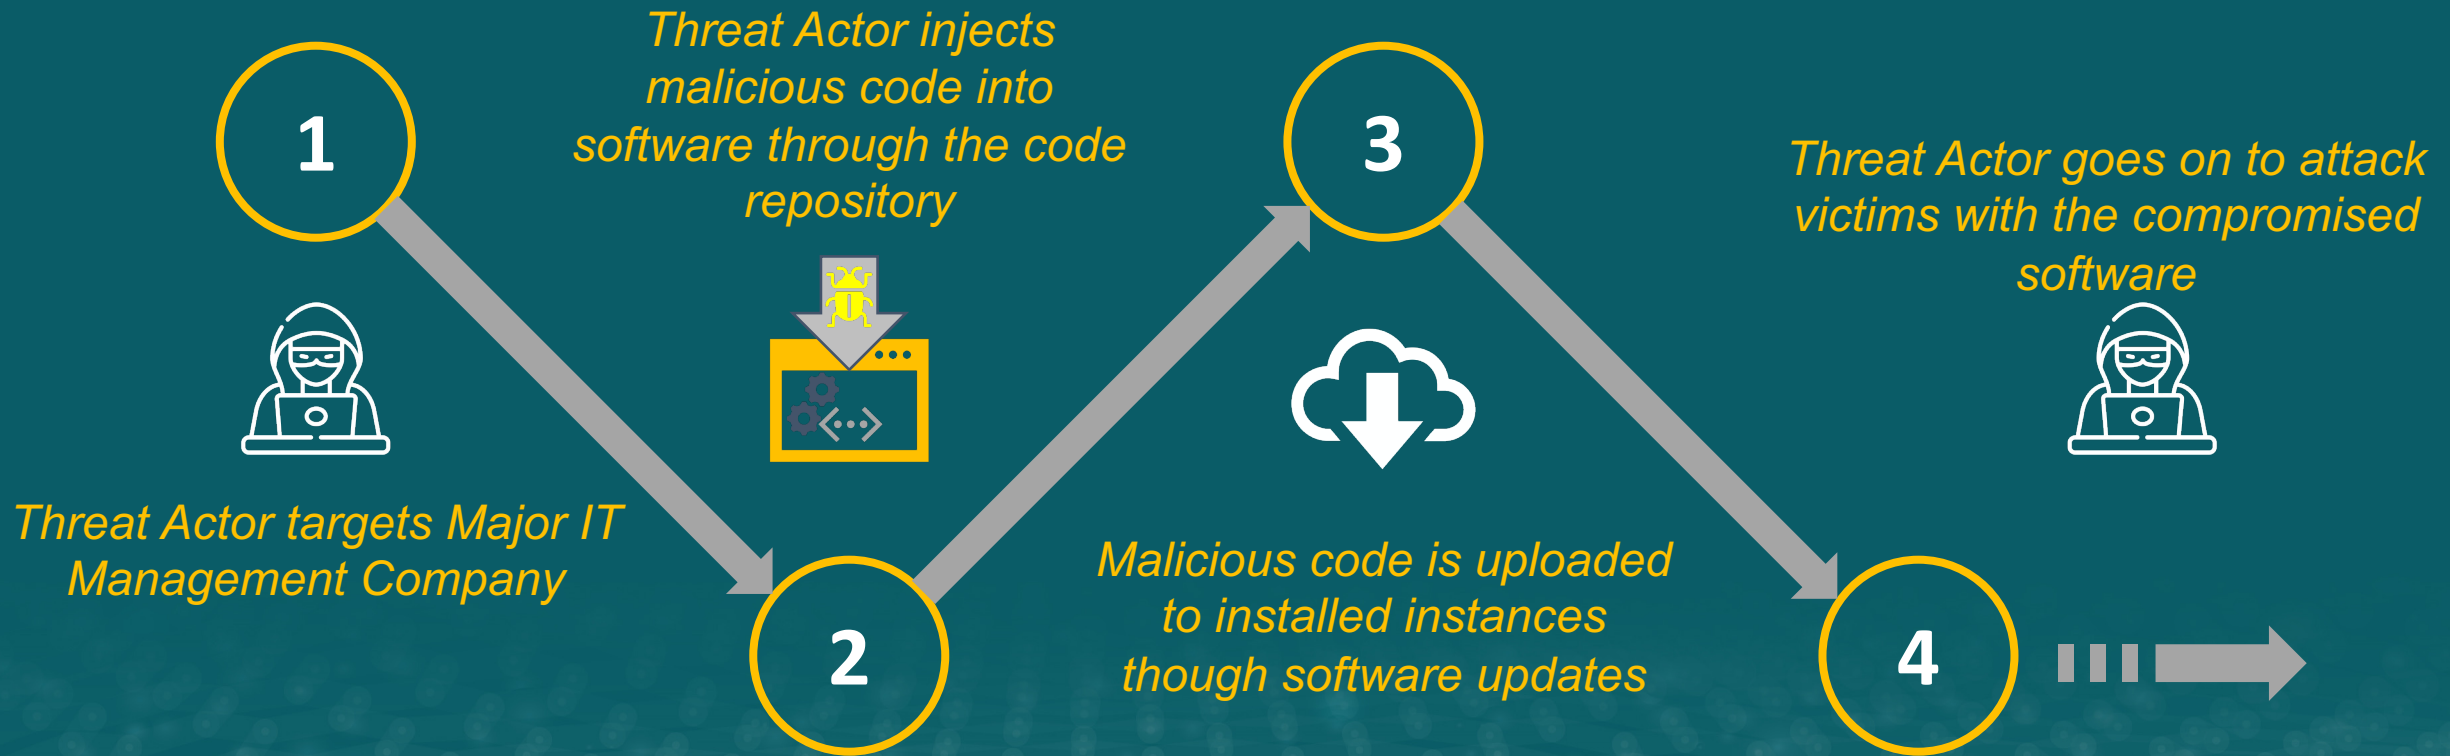 1
Threat Actor targets Major IT
Management Company
Threat Actor injects
malicious code into
software through the code
repository
2
3
Malicious code is uploaded
to installed instances
though software updates
Threat Actor goes on to attack
victims with the compromised
software
4